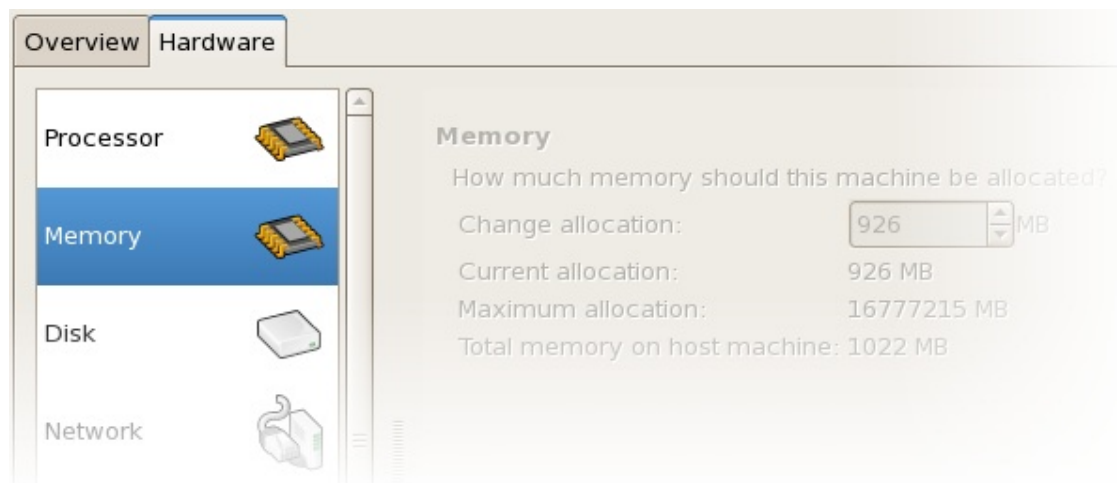 Overview Hardware
Processor
Memory
Disk
Network
Memory
How much memory should this machine be allocated?
Change allocation: 926 MB
Current allocation: 926 MB
Maximum allocation: 16777215 MB
Total memory on host machine: 1022 MB